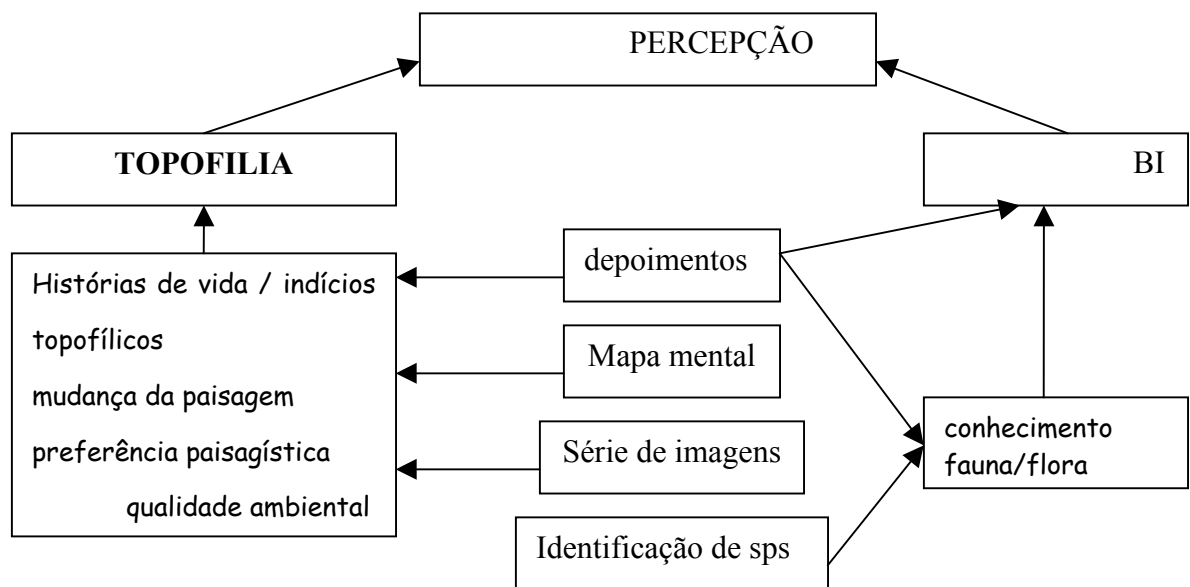 PERCEPÇÃO
TOPOFILIA
BI
Histórias de vida / indícios
topofílicos
mudança da paisagem
preferência paisagística
qualidade ambiental
depoimentos
Mapa mental
Série de imagens
Identificação de sps
conhecimento
fauna/flora